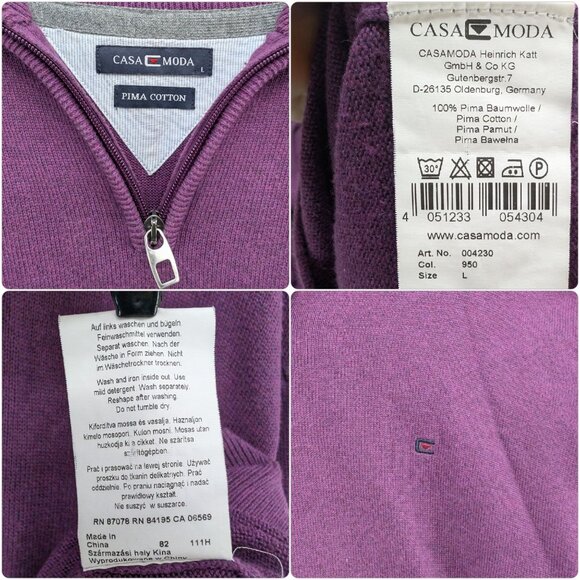 CASA MODA
L
PIMA COTTON
CASA MODA
CASAMODA Heinrich Katt
GmbH & Co KG
Gutenbergstr.7
D-26135 Oldenburg, Germany
100% Pima Baumwolle /
Pima Cotton /
Pima Pamut /
Pima Bawełna
30°
P
4 051233 054304
www.casamoda.com
Art. No. 004230
Col. 950
Size L
Auf links waschen und bügeln
Feinwaschmittel verwenden.
Separat waschen. Nach der
Wäsche in Form ziehen. Nicht
im Wäschetrockner trocknen.
Wash and iron inside out. Use
mild detergent. Wash separately.
Reshape after washing.
Do not tumble dry.
Kifordítva mossa és vasalja. Használjon
kímélő mosóport. Külön mosni. Mosás után
huzkodja ki a cikket. Ne szárítsa
szárítógépben.
Prać i prasować na lewej stronie. Używać
proszku do tkanin delikatnych. Prać
oddzielnie. Po praniu naciągnąć i nadać
prawidłowy kształt.
Nie suszyć w suszarce.
RN 87078 RN 84195 CA 06569
Made in
China 82 111H
Származási hely Kína
Wyprodukowane w Chinach